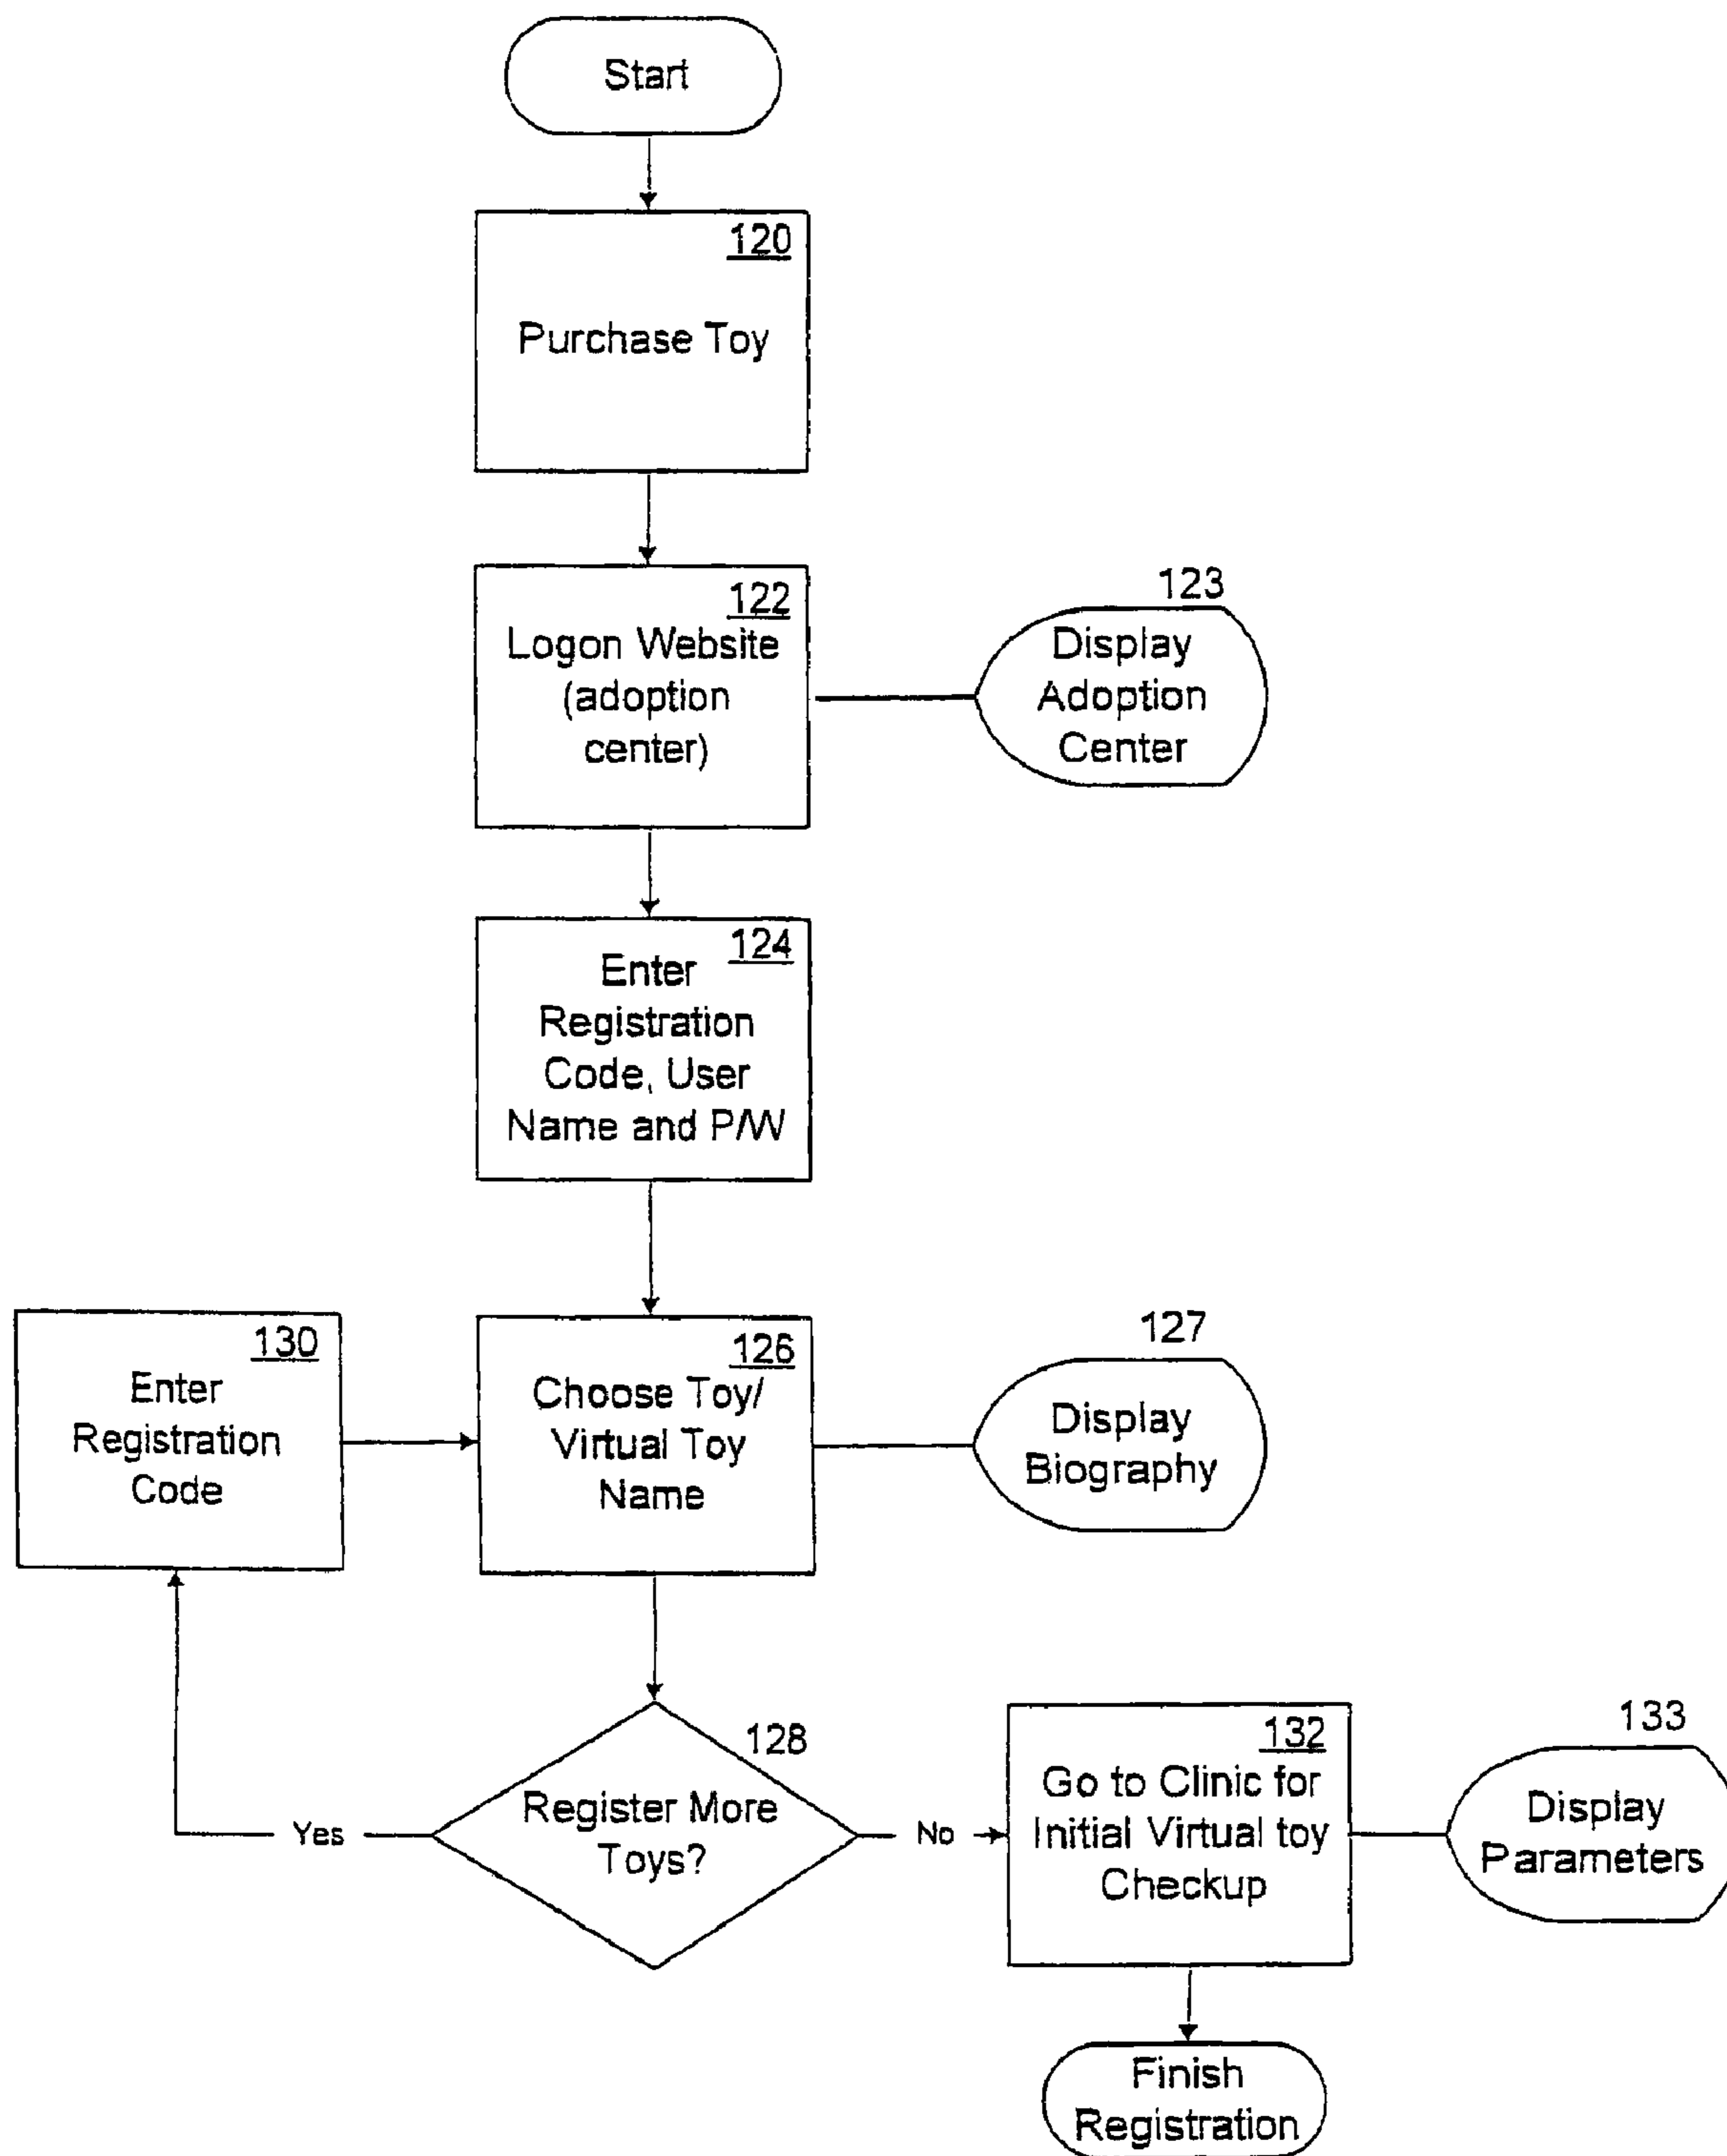 Start
120
Purchase Toy
122
Logon Website
(adoption
center)
123
Display
Adoption
Center
124
Enter
Registration
Code, User
Name and P/W
130
Enter
Registration
Code
126
Choose Toy/
Virtual Toy
Name
127
Display
Biography
128
Register More
Toys?
Yes
No
132
Go to Clinic for
Initial Virtual toy
Checkup
133
Display
Parameters
Finish
Registration